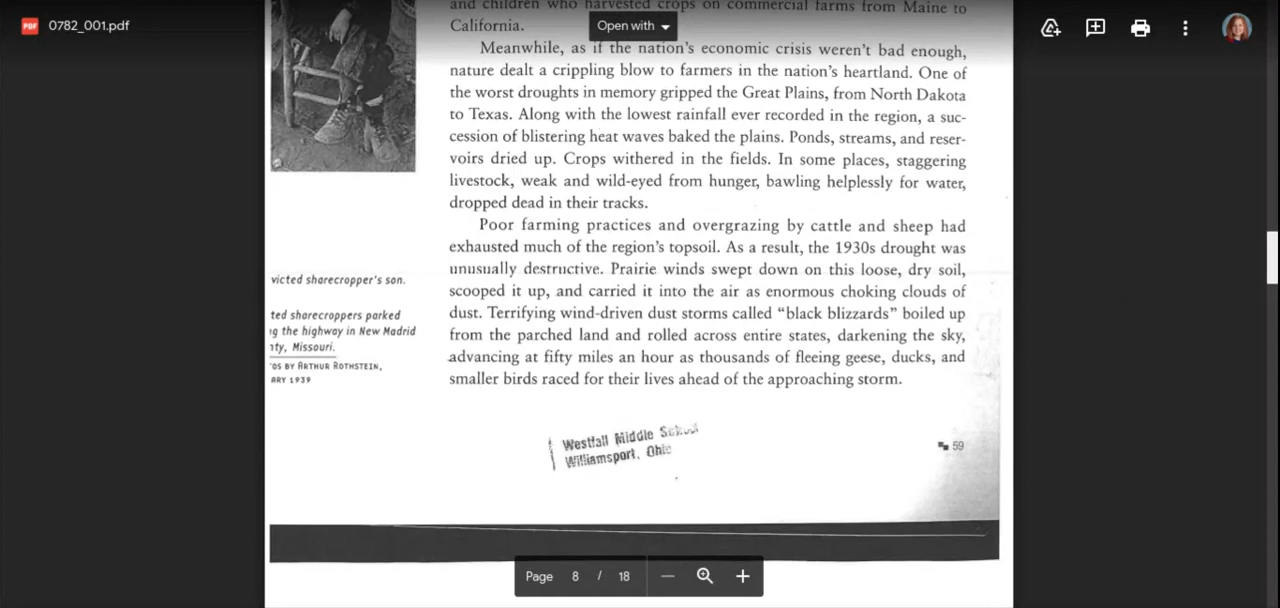 0782_001.pdf
Open with
and children who harvested crops on commercial farms from Maine to
California.
Meanwhile, as if the nation's economic crisis weren't bad enough,
nature dealt a crippling blow to farmers in the nation's heartland. One of
the worst droughts in memory gripped the Great Plains, from North Dakota
to Texas. Along with the lowest rainfall ever recorded in the region, a suc-
cession of blistering heat waves baked the plains. Ponds, streams, and reser-
voirs dried up. Crops withered in the fields. In some places, staggering
livestock, weak and wild-eyed from hunger, bawling helplessly for water,
dropped dead in their tracks.
Poor farming practices and overgrazing by cattle and sheep had
exhausted much of the region's topsoil. As a result, the 1930s drought was
unusually destructive. Prairie winds swept down on this loose, dry soil,
scooped it up, and carried it into the air as enormous choking clouds of
dust. Terrifying wind-driven dust storms called “black blizzards” boiled up
from the parched land and rolled across entire states, darkening the sky,
advancing at fifty miles an hour as thousands of fleeing geese, ducks, and
smaller birds raced for their lives ahead of the approaching storm.
victed sharecropper's son.
ted sharecroppers parked
g the highway in New Madrid
nty, Missouri.
OS BY ARTHUR ROTHSTEIN,
ARY 1939
Westfall Middle School
Williamsport, Ohio
59
Page 8 / 18